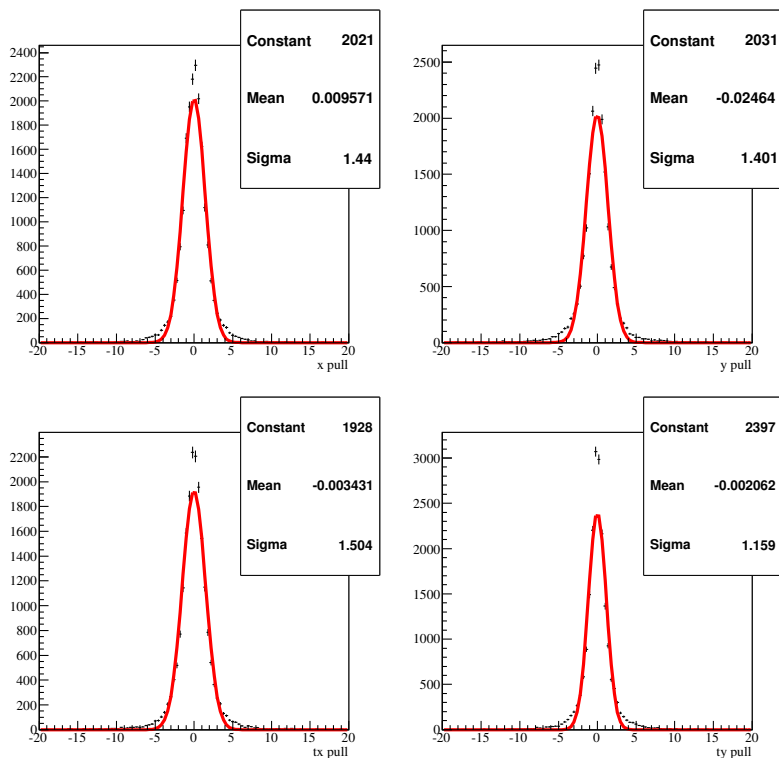 Constant 2021
Mean 0.009571
Sigma 1.44
2400
2200
2000
1800
1600
1400
1200
1000
800
600
400
200
0
-20 -15 -10 -5 0 5 10 15 20
x pull
Constant 2031
Mean -0.02464
Sigma 1.401
2500
2000
1500
1000
500
0
-20 -15 -10 -5 0 5 10 15 20
y pull
Constant 1928
Mean -0.003431
Sigma 1.504
2200
2000
1800
1600
1400
1200
1000
800
600
400
200
0
-20 -15 -10 -5 0 5 10 15 20
tx pull
Constant 2397
Mean -0.002062
Sigma 1.159
3000
2500
2000
1500
1000
500
0
-20 -15 -10 -5 0 5 10 15 20
ty pull